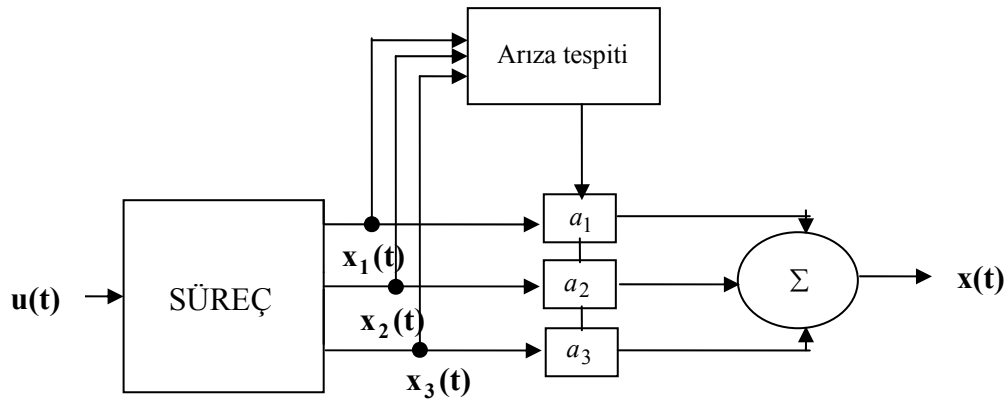 Arıza tespiti
a1
x1(t)
u(t)
SÜREÇ
a2
Σ
x(t)
x2(t)
a3
x3(t)